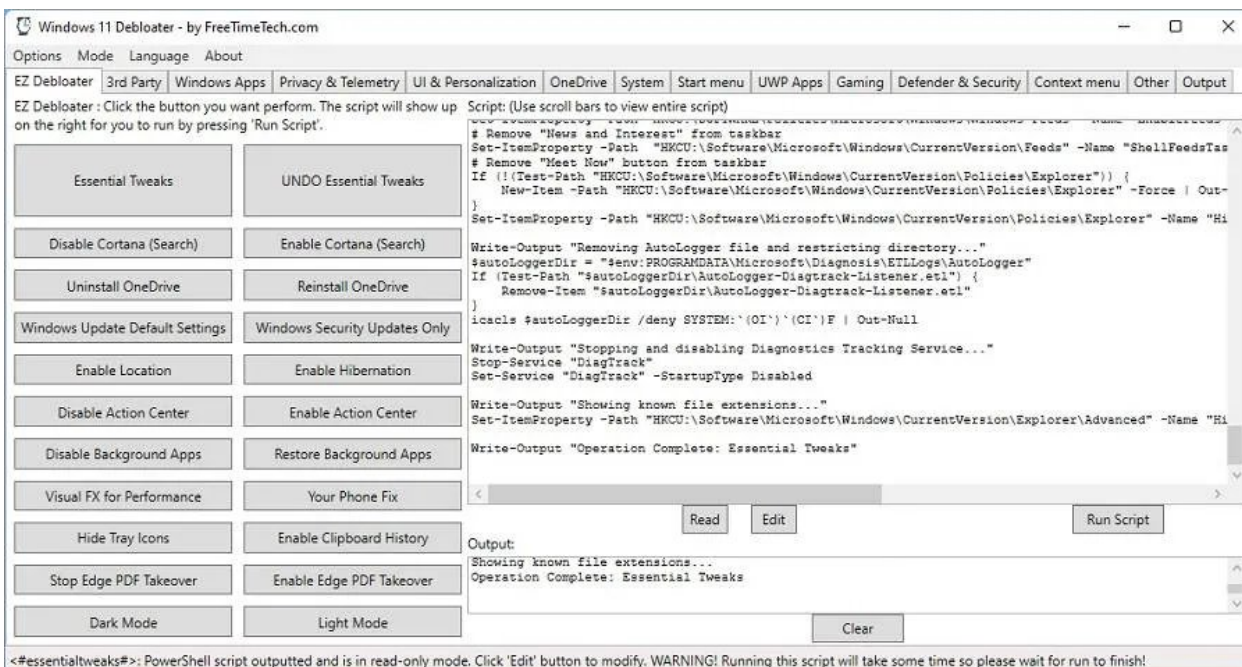 Windows 11 Debloater - by FreeTimeTech.com
Options Mode Language About
EZ Debloater 3rd Party Windows Apps Privacy & Telemetry UI & Personalization OneDrive System Start menu UWP Apps Gaming Defender & Security Context menu Other Output
EZ Debloater : Click the button you want perform. The script will show up
on the right for you to run by pressing 'Run Script'.
Essential Tweaks UNDO Essential Tweaks
Disable Cortana (Search) Enable Cortana (Search)
Uninstall OneDrive Reinstall OneDrive
Windows Update Default Settings Windows Security Updates Only
Enable Location Enable Hibernation
Disable Action Center Enable Action Center
Disable Background Apps Restore Background Apps
Visual FX for Performance Your Phone Fix
Hide Tray Icons Enable Clipboard History
Stop Edge PDF Takeover Enable Edge PDF Takeover
Dark Mode Light Mode
Script: (Use scroll bars to view entire script)
# Remove "News and Interest" from taskbar
Set-ItemProperty -Path "HKCU:\Software\Microsoft\Windows\CurrentVersion\Feeds" -Name "ShellFeedsTas
# Remove "Meet Now" button from taskbar
If (!(Test-Path "HKCU:\Software\Microsoft\Windows\CurrentVersion\Policies\Explorer")) {
New-Item -Path "HKCU:\Software\Microsoft\Windows\CurrentVersion\Policies\Explorer" -Force | Out-
}
Set-ItemProperty -Path "HKCU:\Software\Microsoft\Windows\CurrentVersion\Policies\Explorer" -Name "Hi
Write-Output "Removing AutoLogger file and restricting directory..."
$autoLoggerDir = "$env:PROGRAMDATA\Microsoft\Diagnosis\ETLLogs\AutoLogger"
If (Test-Path "$autoLoggerDir\AutoLogger-Diagtrack-Listener.etl") {
Remove-Item "$autoLoggerDir\AutoLogger-Diagtrack-Listener.etl"
}
icacls $autoLoggerDir /deny SYSTEM:`(OI`)`(CI`)F | Out-Null
Write-Output "Stopping and disabling Diagnostics Tracking Service..."
Stop-Service "DiagTrack"
Set-Service "DiagTrack" -StartupType Disabled
Write-Output "Showing known file extensions..."
Set-ItemProperty -Path "HKCU:\Software\Microsoft\Windows\CurrentVersion\Explorer\Advanced" -Name "Hi
Write-Output "Operation Complete: Essential Tweaks"
Read Edit Run Script
Output:
Showing known file extensions...
Operation Complete: Essential Tweaks
Clear
<#essentialtweaks#>: PowerShell script outputted and is in read-only mode. Click 'Edit' button to modify. WARNING! Running this script will take some time so please wait for run to finish!